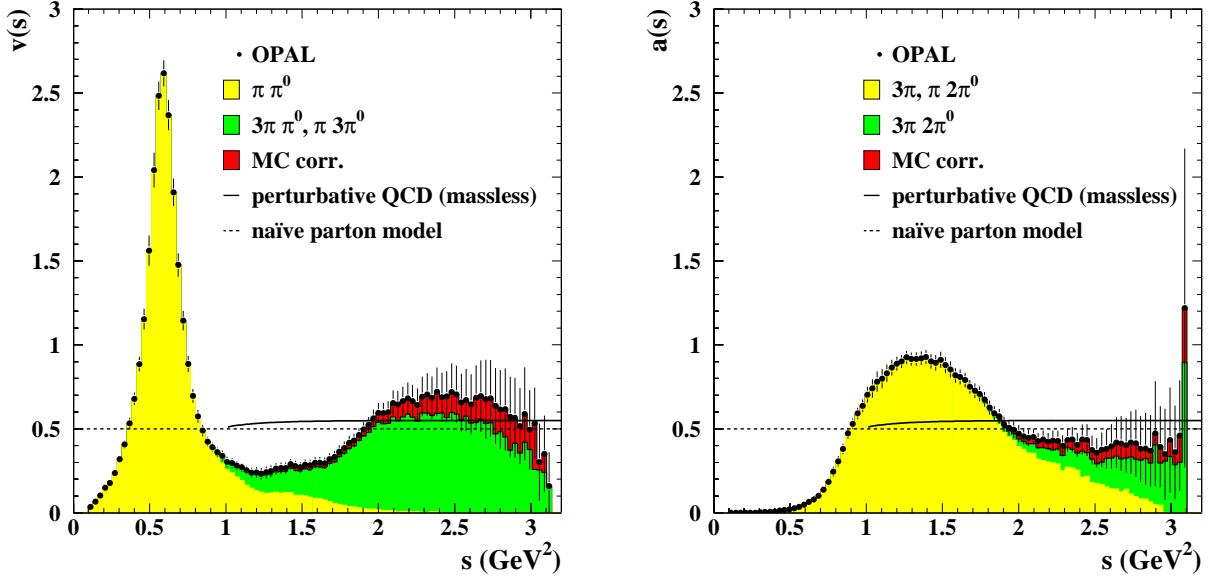 v(s)
3
2.5
2
1.5
1
0.5
0
OPAL
π π⁰
3π π⁰, π 3π⁰
MC corr.
perturbative QCD (massless)
naïve parton model
0 0.5 1 1.5 2 2.5 3
s (GeV²)
a(s)
3
2.5
2
1.5
1
0.5
0
OPAL
3π, π 2π⁰
3π 2π⁰
MC corr.
perturbative QCD (massless)
naïve parton model
0 0.5 1 1.5 2 2.5 3
s (GeV²)